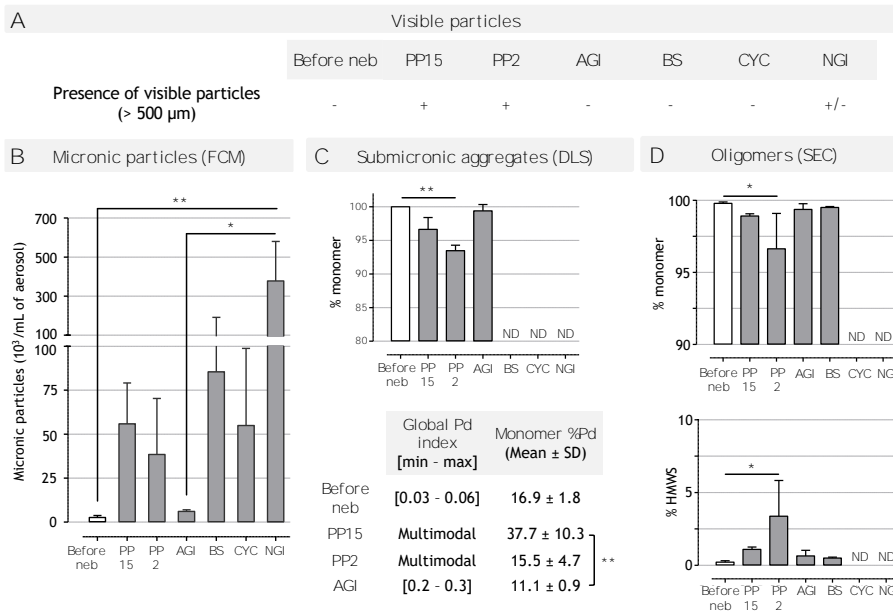 A Visible particles
Before neb PP15 PP2 AGI BS CYC NGI
Presence of visible particles
(> 500 µm)
- + + - - - +/-
B Micronic particles (FCM)
**
*
Micronic particles (10³/mL of aerosol)
700
500
300
100
100
75
50
25
0
Before
neb
PP
15
PP
2
AGI
BS
CYC
NGI
C Submicronic aggregates (DLS)
**
% monomer
100
95
90
85
80
ND ND ND
Before
neb
PP
15
PP
2
AGI
BS
CYC
NGI
Global Pd
index
[min - max]
Monomer %Pd
(Mean ± SD)
Before
neb
[0.03 - 0.06] 16.9 ± 1.8
PP15 Multimodal 37.7 ± 10.3
PP2 Multimodal 15.5 ± 4.7
AGI [0.2 - 0.3] 11.1 ± 0.9
**
D Oligomers (SEC)
*
% monomer
100
95
90
ND ND
Before
neb
PP
15
PP
2
AGI
BS
CYC
NG
% HMWS
10
5
0
*
ND ND
Before
neb
PP
15
PP
2
AGI
BS
CYC
NG